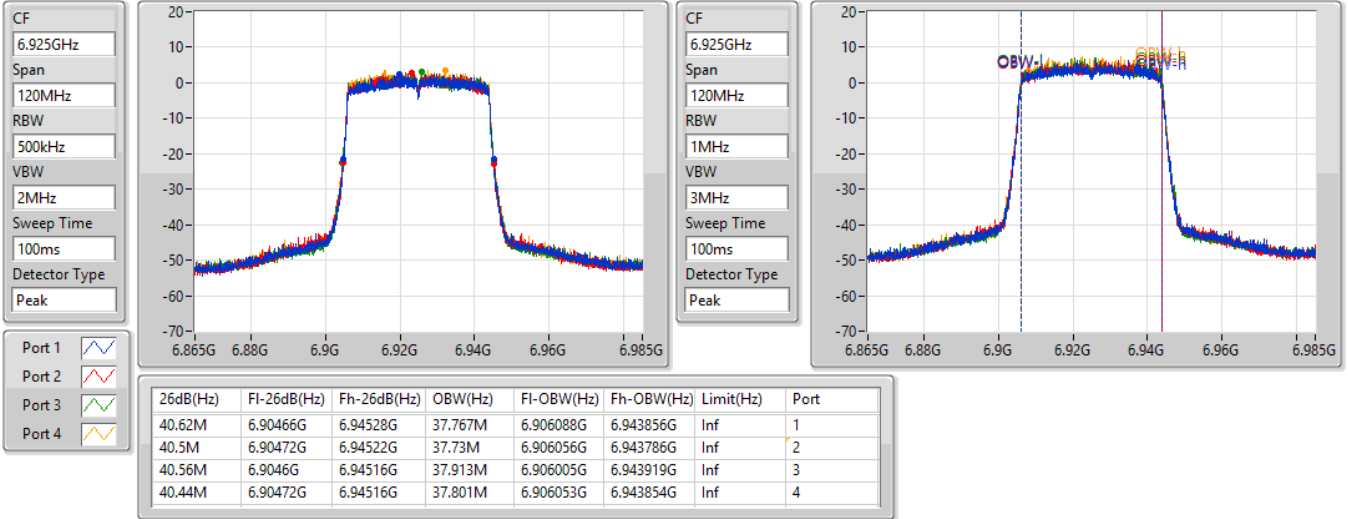 CF
6.925GHz
Span
120MHz
RBW
500kHz
VBW
2MHz
Sweep Time
100ms
Detector Type
Peak
20
10
0
-10
-20
-30
-40
-50
-60
-70
6.865G 6.88G 6.9G 6.92G 6.94G 6.96G 6.985G
CF
6.925GHz
Span
120MHz
RBW
1MHz
VBW
3MHz
Sweep Time
100ms
Detector Type
Peak
20
10
0
-10
-20
-30
-40
-50
-60
-70
OBW-l OBW-h
6.865G 6.88G 6.9G 6.92G 6.94G 6.96G 6.985G
Port 1
Port 2
Port 3
Port 4
26dB(Hz) Fl-26dB(Hz) Fh-26dB(Hz) OBW(Hz) Fl-OBW(Hz) Fh-OBW(Hz) Limit(Hz) Port
40.62M 6.90466G 6.94528G 37.767M 6.906088G 6.943856G Inf 1
40.5M 6.90472G 6.94522G 37.73M 6.906056G 6.943786G Inf 2
40.56M 6.9046G 6.94516G 37.913M 6.906005G 6.943919G Inf 3
40.44M 6.90472G 6.94516G 37.801M 6.906053G 6.943854G Inf 4